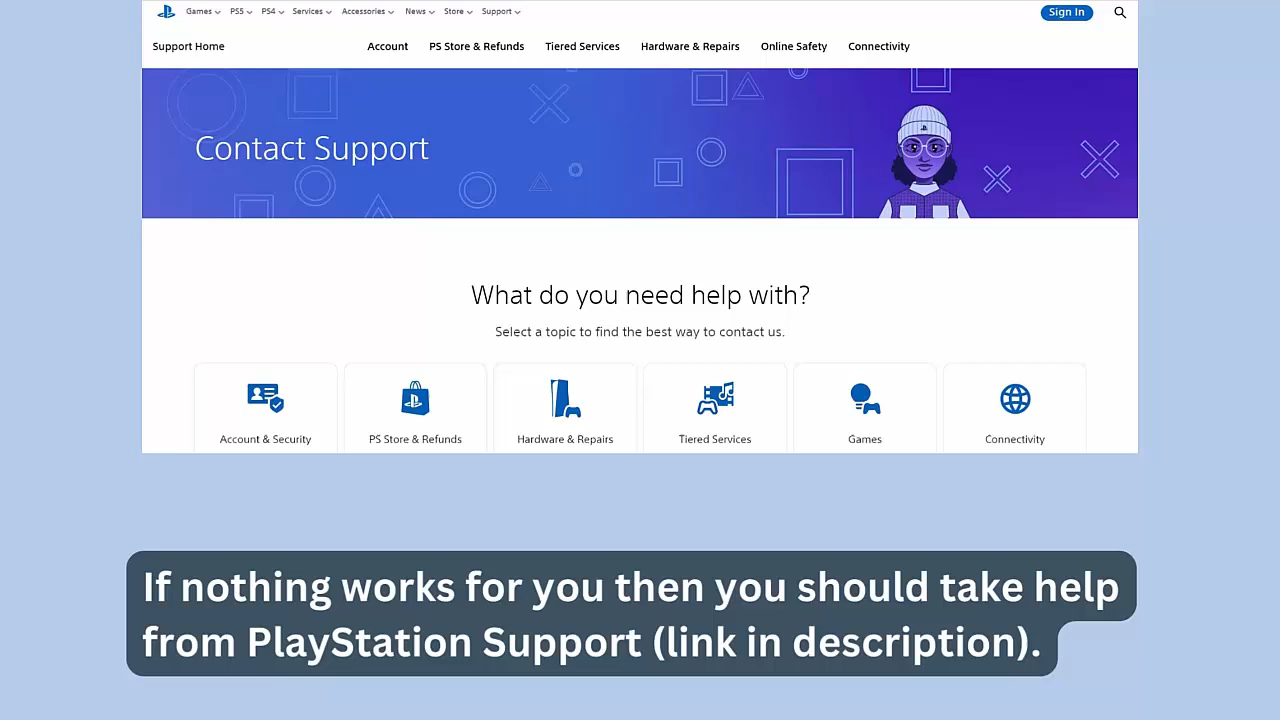 Games PS5 PS4 Services Accessories News Store Support Sign In
Support Home Account PS Store & Refunds Tiered Services Hardware & Repairs Online Safety Connectivity
Contact Support
What do you need help with?
Select a topic to find the best way to contact us.
Account & Security PS Store & Refunds Hardware & Repairs Tiered Services Games Connectivity
If nothing works for you then you should take help
from PlayStation Support (link in description).